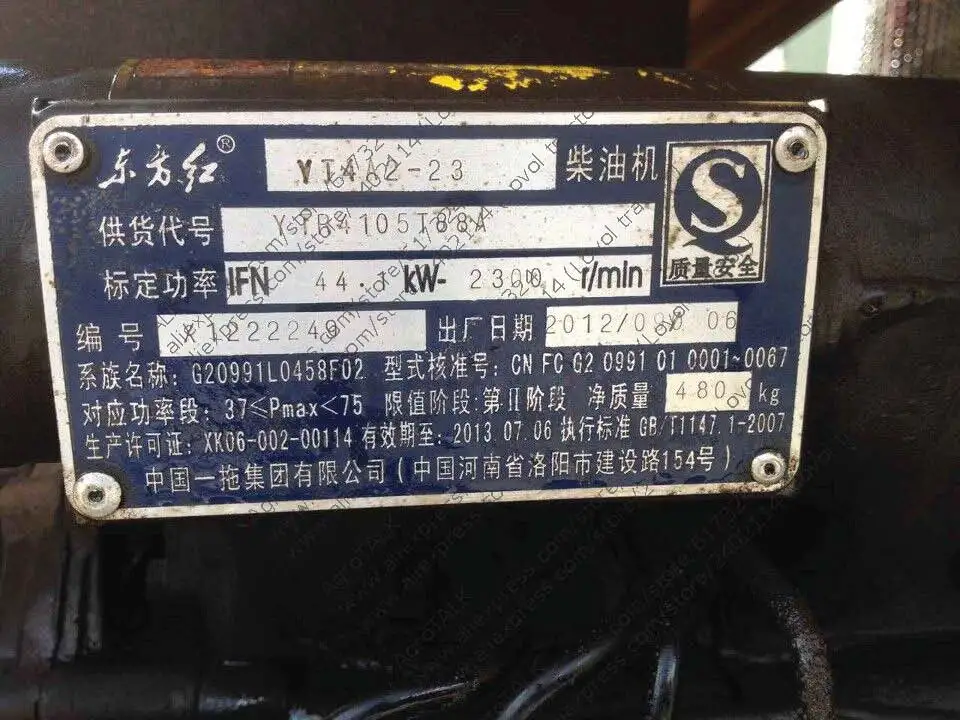 东方红® YT4A2-23 柴油机
供货代号 YTB4105T88A
标定功率 IFN 44.7 kW- 2300 r/min 质量安全
编号 出厂日期 2012/ 06
系族名称: G20991L0458F02 型式核准号: CN FC G2 0991 01 0001~0067
对应功率段: 37≤Pmax<75 限值阶段: 第Ⅱ阶段 净质量 480 kg
生产许可证: XK06-002-00114 有效期至: 2013.07.06 执行标准 GB/T1147.1-2007
中国一拖集团有限公司 (中国河南省洛阳市建设路154号)